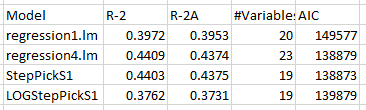 Model R-2 R-2A #Variables AIC
regression1.lm 0.3972 0.3953 20 149577
regression4.lm 0.4409 0.4374 23 138879
StepPickS1 0.4403 0.4375 19 138873
LOGStepPickS1 0.3762 0.3731 19 139879